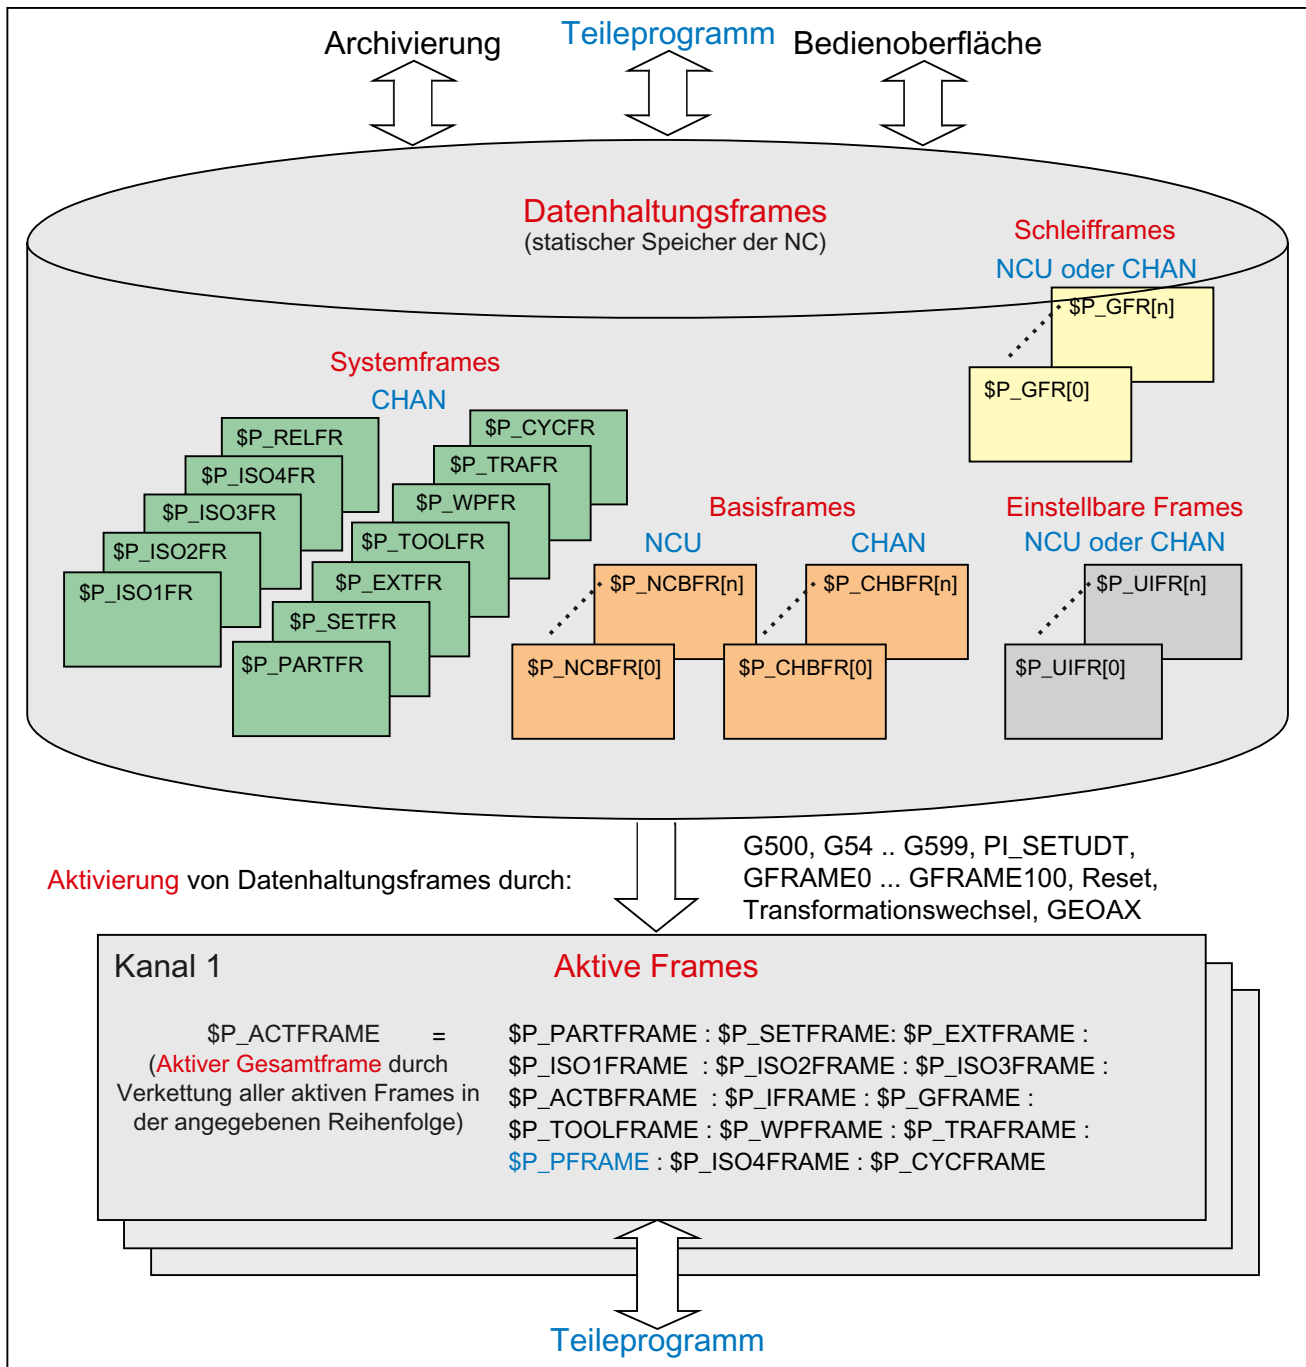 Archivierung
Teileprogramm
Bedienoberfläche
Datenhaltungsframes
(statischer Speicher der NC)
Schleifframes
NCU oder CHAN
$P_GFR[n]
$P_GFR[0]
Systemframes
CHAN
$P_RELFR
$P_ISO4FR
$P_ISO3FR
$P_ISO2FR
$P_ISO1FR
$P_CYCFR
$P_TRAFR
$P_WPFR
$P_TOOLFR
$P_EXTFR
$P_SETFR
$P_PARTFR
Basisframes
NCU
CHAN
$P_NCBFR[n]
$P_CHBFR[n]
$P_NCBFR[0]
$P_CHBFR[0]
Einstellbare Frames
NCU oder CHAN
$P_UIFR[n]
$P_UIFR[0]
Aktivierung von Datenhaltungsframes durch:
G500, G54 .. G599, PI_SETUDT,
GFRAME0 ... GFRAME100, Reset,
Transformationswechsel, GEOAX
Kanal 1
Aktive Frames
$P_ACTFRAME =
(Aktiver Gesamtframe durch
Verkettung aller aktiven Frames in
der angegebenen Reihenfolge)
$P_PARTFRAME : $P_SETFRAME: $P_EXTFRAME :
$P_ISO1FRAME : $P_ISO2FRAME : $P_ISO3FRAME :
$P_ACTBFRAME : $P_IFRAME : $P_GFRAME :
$P_TOOLFRAME : $P_WPFRAME : $P_TRAFRAME :
$P_PFRAME : $P_ISO4FRAME : $P_CYCFRAME
Teileprogramm